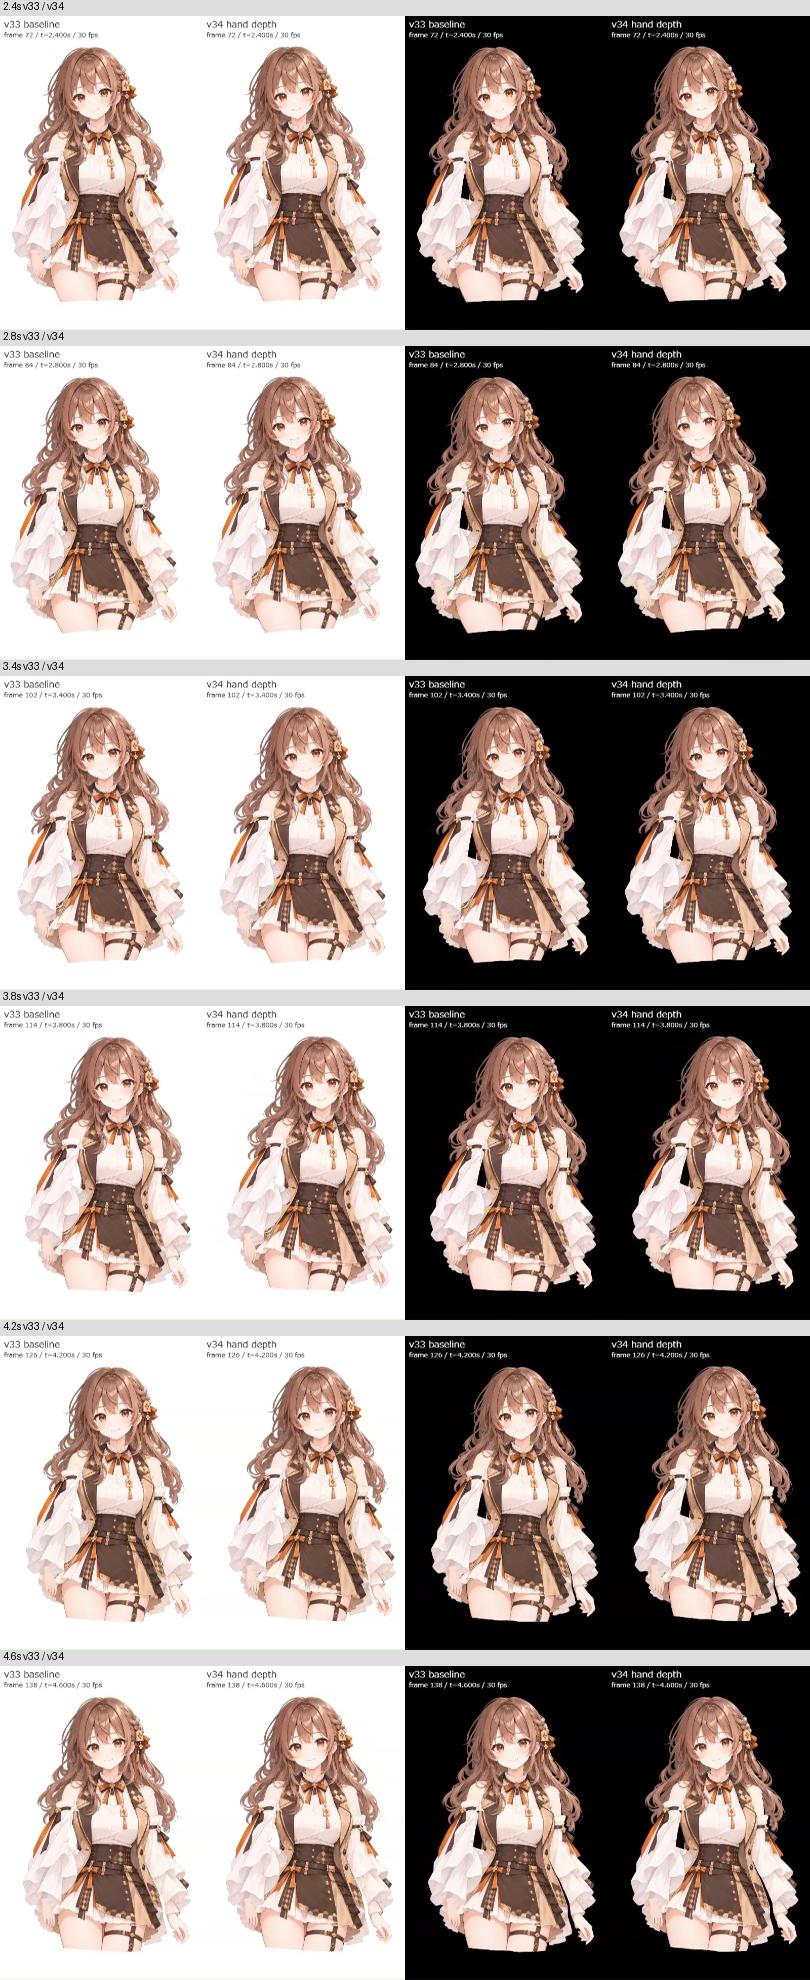 2.4s v33 / v34
v33 baseline
frame 72 / t=2.400s / 30 fps
v34 hand depth
frame 72 / t=2.400s / 30 fps
v33 baseline
frame 72 / t=2.400s / 30 fps
v34 hand depth
frame 72 / t=2.400s / 30 fps
2.8s v33 / v34
v33 baseline
frame 84 / t=2.800s / 30 fps
v34 hand depth
frame 84 / t=2.800s / 30 fps
v33 baseline
frame 84 / t=2.800s / 30 fps
v34 hand depth
frame 84 / t=2.800s / 30 fps
3.4s v33 / v34
v33 baseline
frame 102 / t=3.400s / 30 fps
v34 hand depth
frame 102 / t=3.400s / 30 fps
v33 baseline
frame 102 / t=3.400s / 30 fps
v34 hand depth
frame 102 / t=3.400s / 30 fps
3.8s v33 / v34
v33 baseline
frame 114 / t=3.800s / 30 fps
v34 hand depth
frame 114 / t=3.800s / 30 fps
v33 baseline
frame 114 / t=3.800s / 30 fps
v34 hand depth
frame 114 / t=3.800s / 30 fps
4.2s v33 / v34
v33 baseline
frame 126 / t=4.200s / 30 fps
v34 hand depth
frame 126 / t=4.200s / 30 fps
v33 baseline
frame 126 / t=4.200s / 30 fps
v34 hand depth
frame 126 / t=4.200s / 30 fps
4.6s v33 / v34
v33 baseline
frame 138 / t=4.600s / 30 fps
v34 hand depth
frame 138 / t=4.600s / 30 fps
v33 baseline
frame 138 / t=4.600s / 30 fps
v34 hand depth
frame 138 / t=4.600s / 30 fps